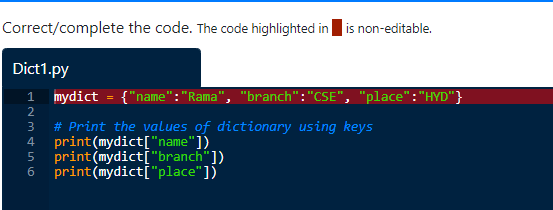 Correct/complete the code. The code highlighted in is non-editable.
Dict1.py
1 mydict = {"name":"Rama", "branch":"CSE", "place":"HYD"}
2
3 # Print the values of dictionary using keys
4 print(mydict["name"])
5 print(mydict["branch"])
6 print(mydict["place"])